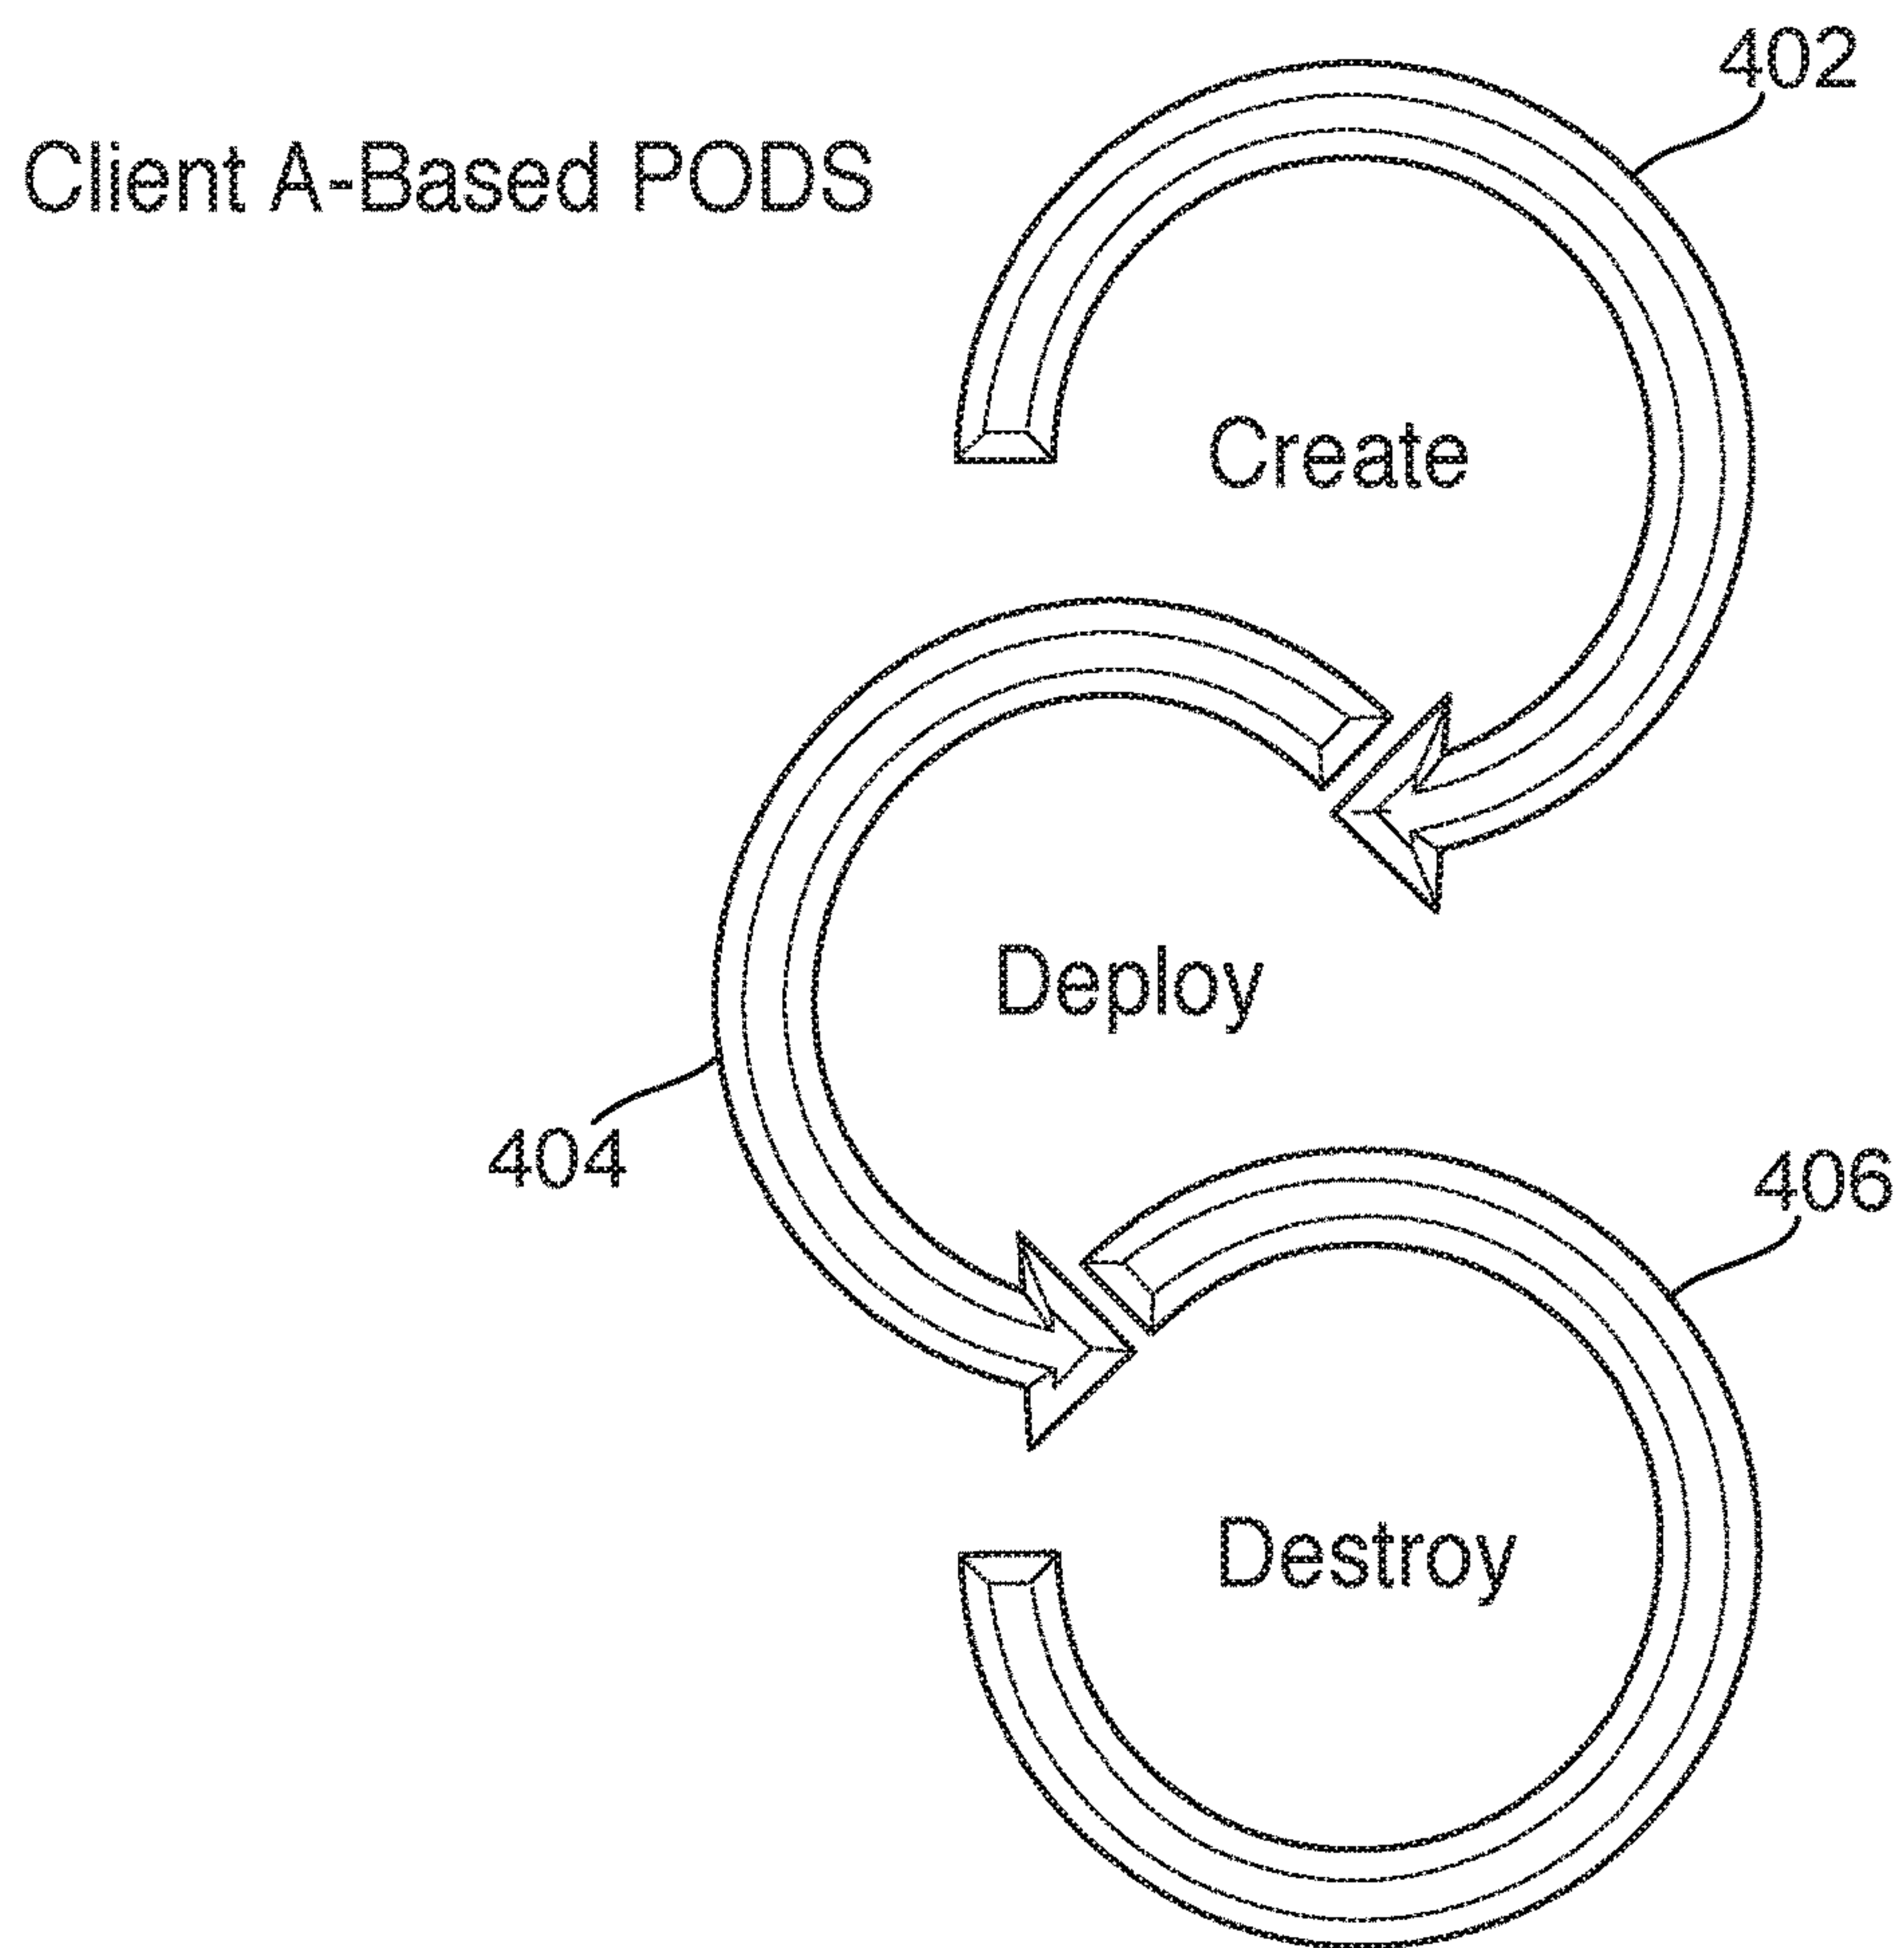 402
Client A-Based PODS
Create
Deploy
404
406
Destroy